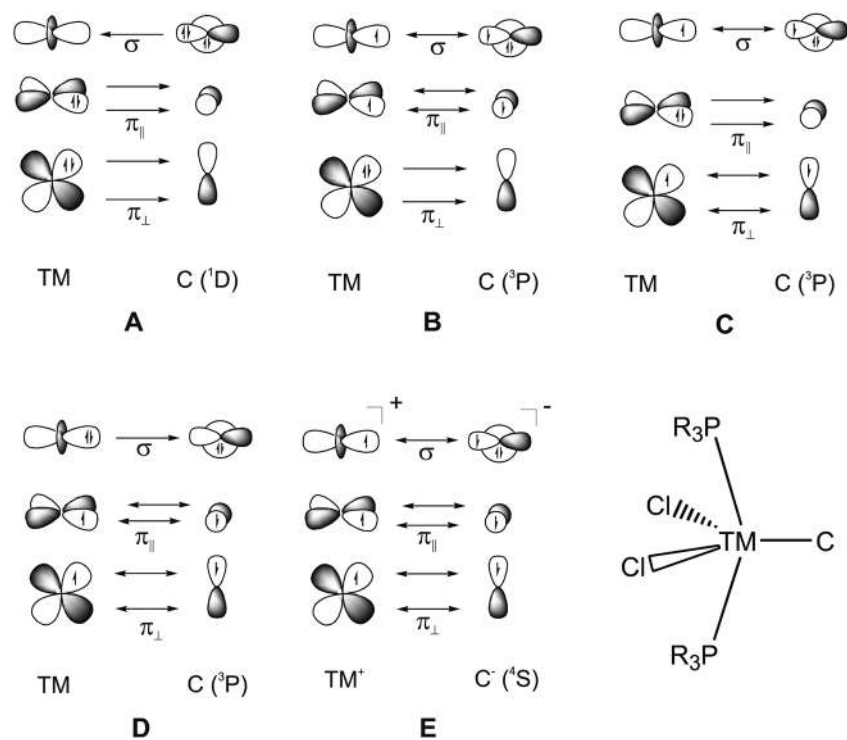 σ σ σ
π|| π|| π||
π⊥ π⊥ π⊥
TM C (¹D) TM C (³P) TM C (³P)
A B C
+ -
σ σ
π|| π||
π⊥ π⊥
TM C (³P) TM⁺ C⁻ (⁴S)
D E
R₃P
Cl
TM C
Cl
R₃P